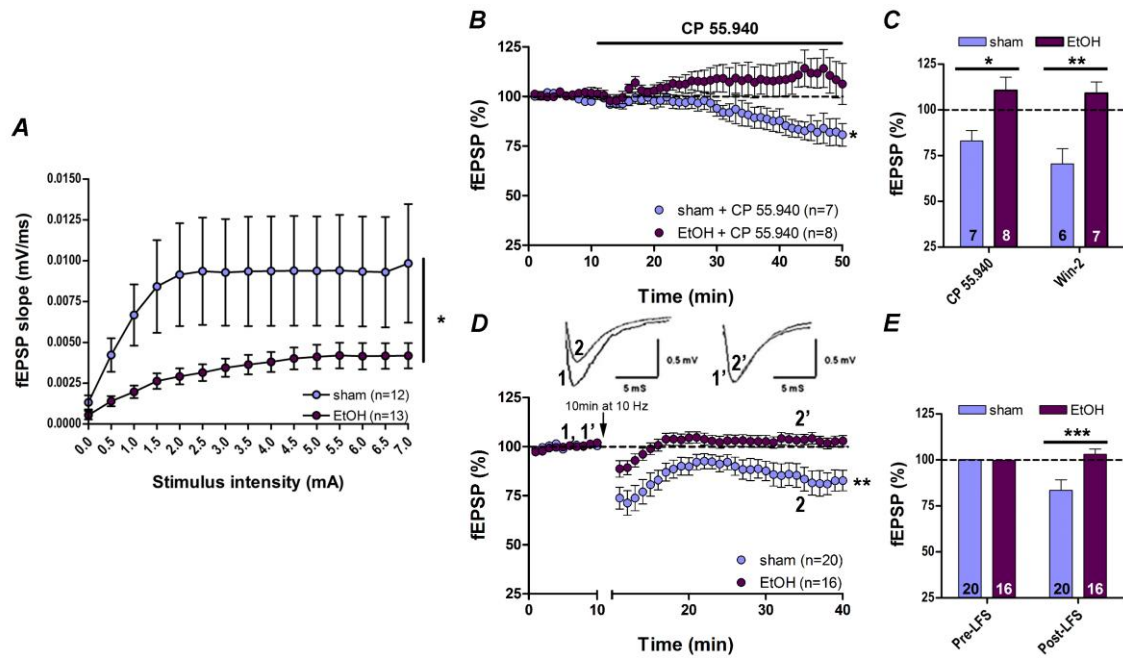 A
fEPSP slope (mV/ms)
0.0150
0.0125
0.0100
0.0075
0.0050
0.0025
0.0000
sham (n=12)
EtOH (n=13)
*
0.0 0.5 1.0 1.5 2.0 2.5 3.0 3.5 4.0 4.5 5.0 5.5 6.0 6.5 7.0
Stimulus intensity (mA)
B
CP 55.940
fEPSP (%)
125
100
75
50
25
*
sham + CP 55.940 (n=7)
EtOH + CP 55.940 (n=8)
0 10 20 30 40 50
Time (min)
C
sham EtOH
fEPSP (%)
125
100
75
50
25
* **
7 8 6 7
CP 55.940 Win-2
D
2
1
0.5 mV
5 mS
2'
1'
0.5 mV
5 mS
10min at 10 Hz
1, 1'
2'
2
**
fEPSP (%)
125
100
75
50
25
sham (n=20)
EtOH (n=16)
0 10 20 30 40
Time (min)
E
sham EtOH
fEPSP (%)
125
100
75
50
25
***
20 16 20 16
Pre-LFS Post-LFS